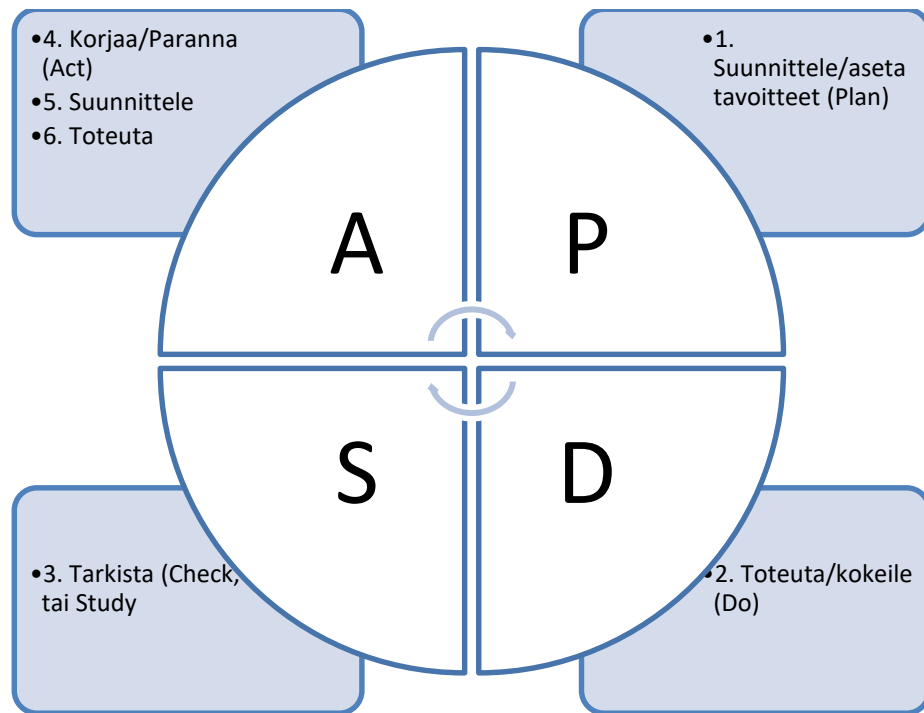 •4. Korjaa/Paranna
(Act)
•5. Suunnittele
•6. Toteuta
•1.
Suunnittele/aseta
tavoitteet (Plan)
A
P
S
D
•3. Tarkista (Check,
tai Study
•2. Toteuta/kokeile
(Do)